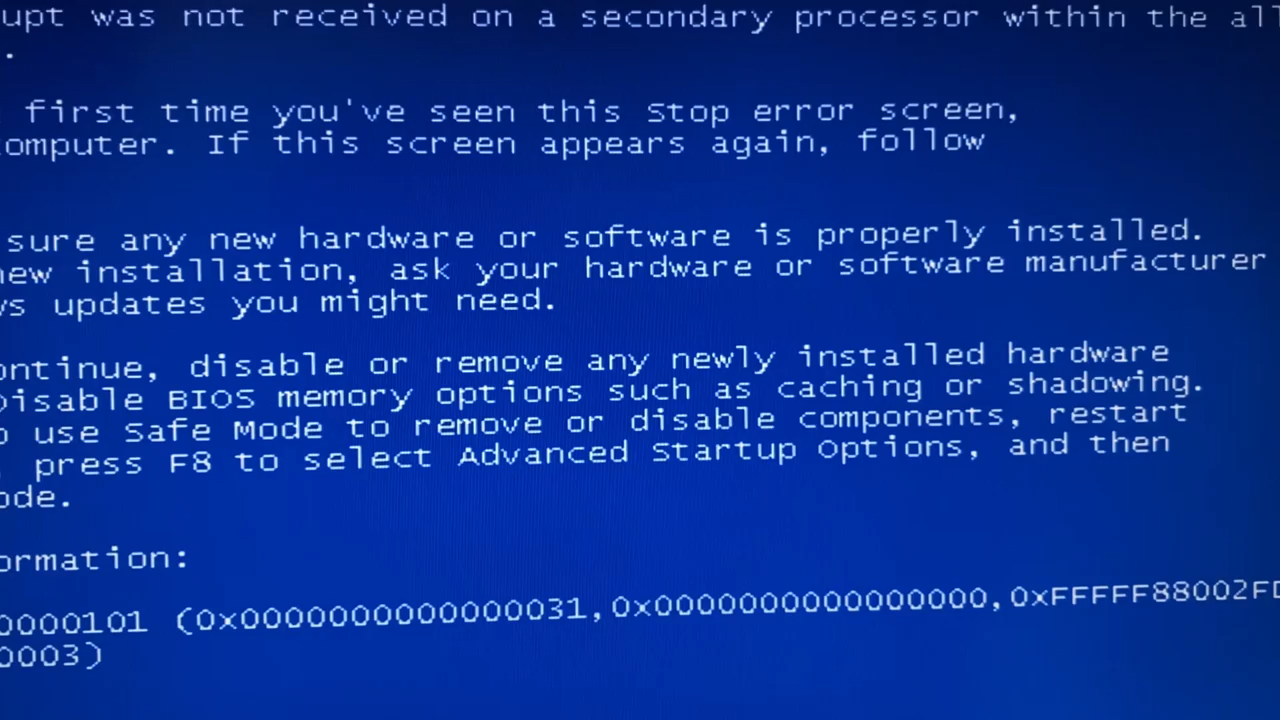 upt was not received on a secondary processor within the all
.
first time you've seen this Stop error screen,
omputer. If this screen appears again, follow
sure any new hardware or software is properly installed.
new installation, ask your hardware or software manufacturer
ws updates you might need.
ontinue, disable or remove any newly installed hardware
Disable BIOS memory options such as caching or shadowing.
o use Safe Mode to remove or disable components, restart
press F8 to select Advanced Startup Options, and then
ode.
ormation:
0000101 (0x0000000000000031,0x0000000000000000,0xFFFFF88002FD
0003)